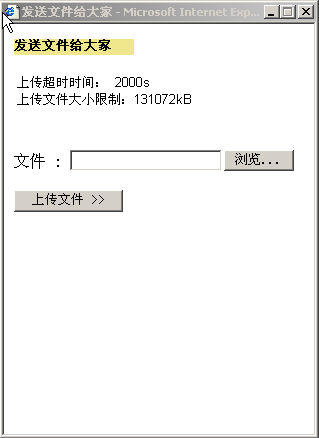 发送文件给大家 - Microsoft Internet Exp...
发送文件给大家
上传超时时间： 2000s
上传文件大小限制：131072kB
文件 : 浏览...
上传文件 >>